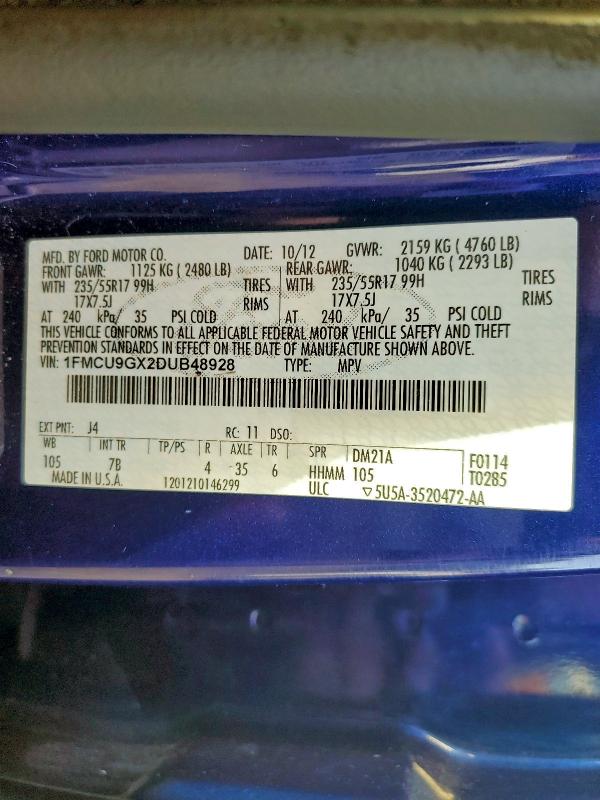 MFD. BY FORD MOTOR CO. DATE: 10/12 GVWR: 2159 KG ( 4760 LB)
FRONT GAWR: 1125 KG ( 2480 LB) REAR GAWR: 1040 KG ( 2293 LB)
WITH 235/55R17 99H TIRES WITH 235/55R17 99H TIRES
17X7.5J RIMS 17X7.5J RIMS
AT 240 kPa/ 35 PSI COLD AT 240 kPa/ 35 PSI COLD
THIS VEHICLE CONFORMS TO ALL APPLICABLE FEDERAL MOTOR VEHICLE SAFETY AND THEFT
PREVENTION STANDARDS IN EFFECT ON THE DATE OF MANUFACTURE SHOWN ABOVE.
VIN: 1FMCU9GX2DUB48928 TYPE: MPV
EXT PNT: J4 RC: 11 DSO:
WB INT TR TP/PS R AXLE TR SPR DM21A F0114
105 7B 4 35 6 HHMM 105 T0285
MADE IN U.S.A. 1201210146299 ULC ▽5U5A-3520472-AA